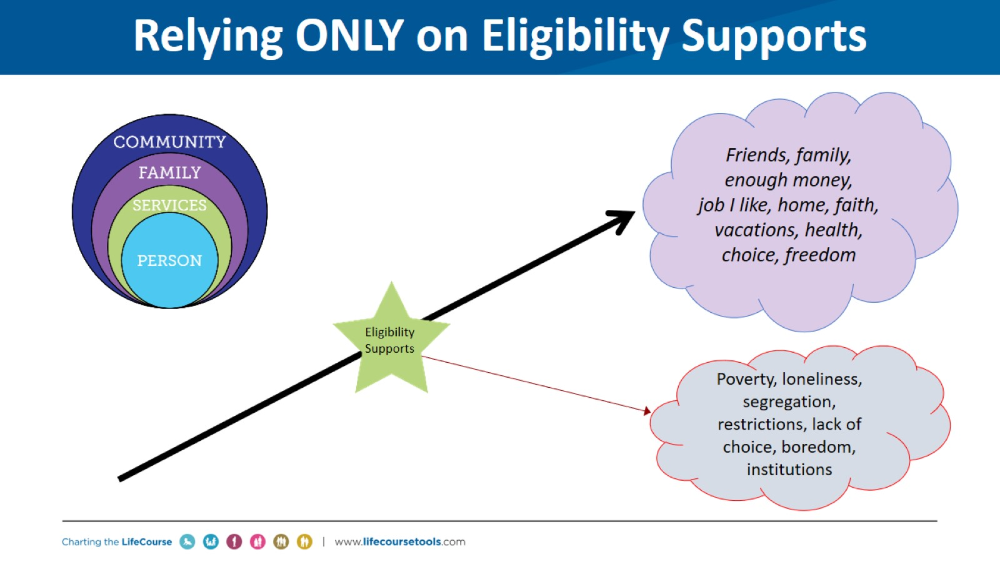 Relying ONLY on Eligibility Supports
COMMUNITY
FAMILY
SERVICES
PERSON
Friends, family,
enough money,
job I like, home, faith,
vacations, health,
choice, freedom
Eligibility
Supports
Poverty, loneliness,
segregation,
restrictions, lack of
choice, boredom,
institutions
Charting the LifeCourse | www.lifecoursetools.com